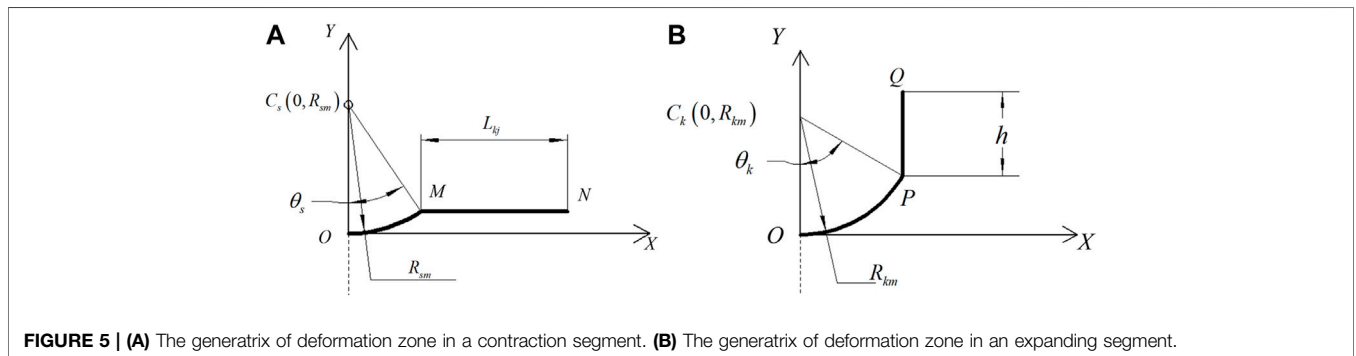 A
Y
C_s(0, R_sm)
L_kj
θ_s
M
N
O
X
R_sm
B
Y
Q
C_k(0, R_km)
h
θ_k
P
O
X
R_km
FIGURE 5 | (A) The generatrix of deformation zone in a contraction segment. (B) The generatrix of deformation zone in an expanding segment.